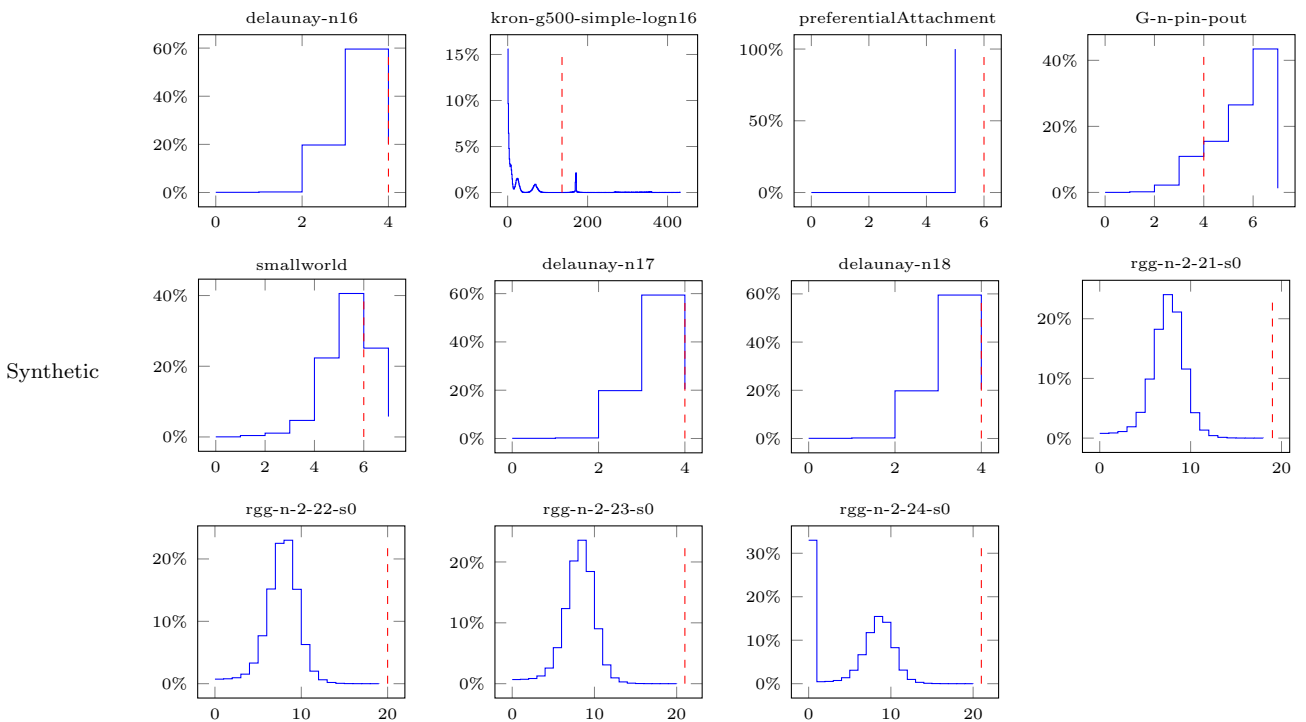 delaunay-n16
60%
40%
20%
0%
0 2 4
kron-g500-simple-logn16
15%
10%
5%
0%
0 200 400
preferentialAttachment
100%
50%
0%
0 2 4 6
G-n-pin-pout
40%
20%
0%
0 2 4 6
Synthetic
smallworld
40%
20%
0%
0 2 4 6
delaunay-n17
60%
40%
20%
0%
0 2 4
delaunay-n18
60%
40%
20%
0%
0 2 4
rgg-n-2-21-s0
20%
10%
0%
0 10 20
rgg-n-2-22-s0
20%
10%
0%
0 10 20
rgg-n-2-23-s0
20%
10%
0%
0 10 20
rgg-n-2-24-s0
30%
20%
10%
0%
0 10 20